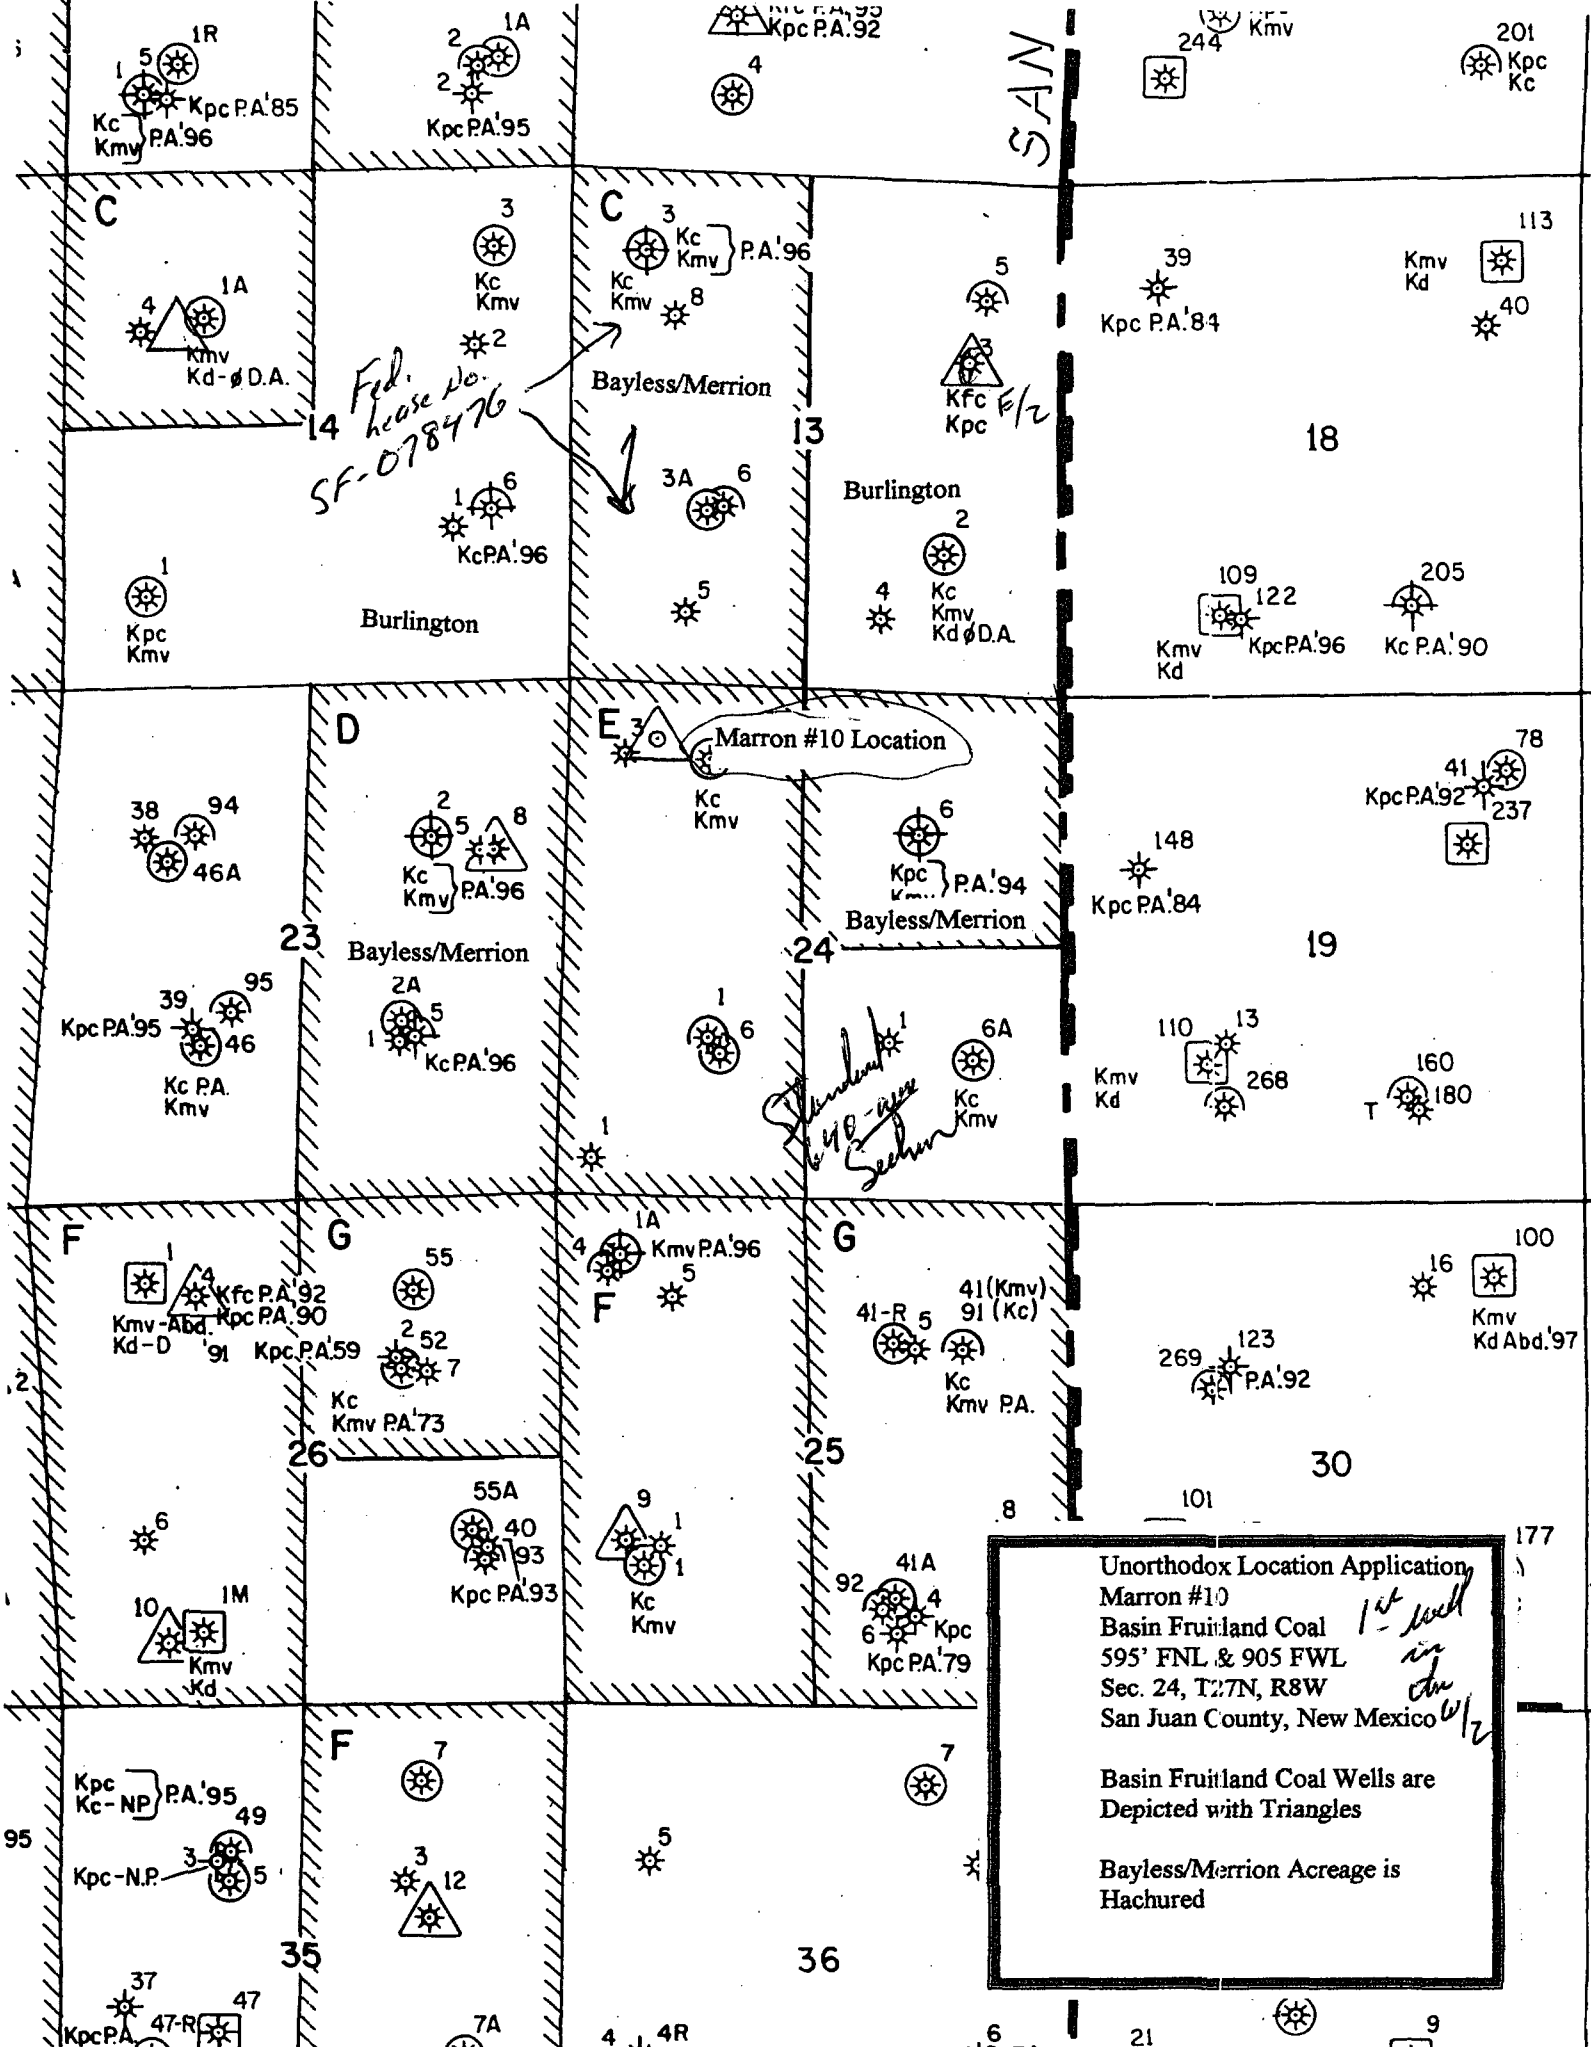 1R
5
1
Kpc P.A.'85
Kc
Kmv} P.A.'96
1A
2
2
Kpc P.A.'95
Kpc P.A.'92
4
SAN
Kmv
244
201
Kpc
Kc
C
4
1A
Kmv
Kd-ø D.A.
3
Kc
Kmv
2
C
3
Kc
Kmv} P.A.'96
Kc
Kmv
8
5
39
Kpc P.A.'84
Kmv
Kd
113
40
Fed.
Lease No.
SF-078476
Bayless/Merrion
3
Kfc
Kpc
E/2
14
13
18
1
6
Kc P.A.'96
3A
6
Burlington
2
Kc
Kmv
Kd ø D.A.
1
Kpc
Kmv
Burlington
5
4
109
122
Kpc P.A.'96
Kmv
Kd
205
Kc P.A.'90
D
E
3
Marron #10 Location
Kc
Kmv
78
41
Kpc P.A.'92
237
38
94
46A
2
5
8
Kc
Kmv} P.A.'96
6
Kpc
} P.A.'94
148
Kpc P.A.'84
Bayless/Merrion
23
Bayless/Merrion
24
19
39
95
Kpc P.A.'95
46
Kc P.A.
Kmv
2A
5
1
Kc P.A.'96
1
6
1
6A
Kc
Kmv
Standard
640-acre
Section
110
13
Kmv
Kd
268
160
T
180
1
F
1
4
Kfc P.A.'92
Kpc P.A.'90
Kmv-Abd.
Kd-D '91
G
55
Kpc P.A.'59
2
52
7
Kc
Kmv P.A.'73
1A
4
Kmv P.A.'96
5
F
G
41(Kmv)
91 (Kc)
41-R
5
Kc
Kmv P.A.
16
100
Kmv
Kd Abd.'97
123
269
P.A.'92
26
25
30
6
55A
40
93
Kpc P.A.'93
9
1
1
Kc
Kmv
8
101
177
10
1M
Kmv
Kd
92
41A
4
Kpc
6
Kpc P.A.'79
Unorthodox Location Application
Marron #10
Basin Fruitland Coal
595' FNL & 905 FWL
Sec. 24, T27N, R8W
San Juan County, New Mexico
1st well
in
the
W/2
Basin Fruitland Coal Wells are
Depicted with Triangles
Bayless/Merrion Acreage is
Hachured
Kpc
Kc-NP} P.A.'95
49
3
Kpc-N.P.
5
95
F
7
3
12
5
7
35
36
37
Kpc P.A.
47-R
47
7A
4
4R
6
21
9